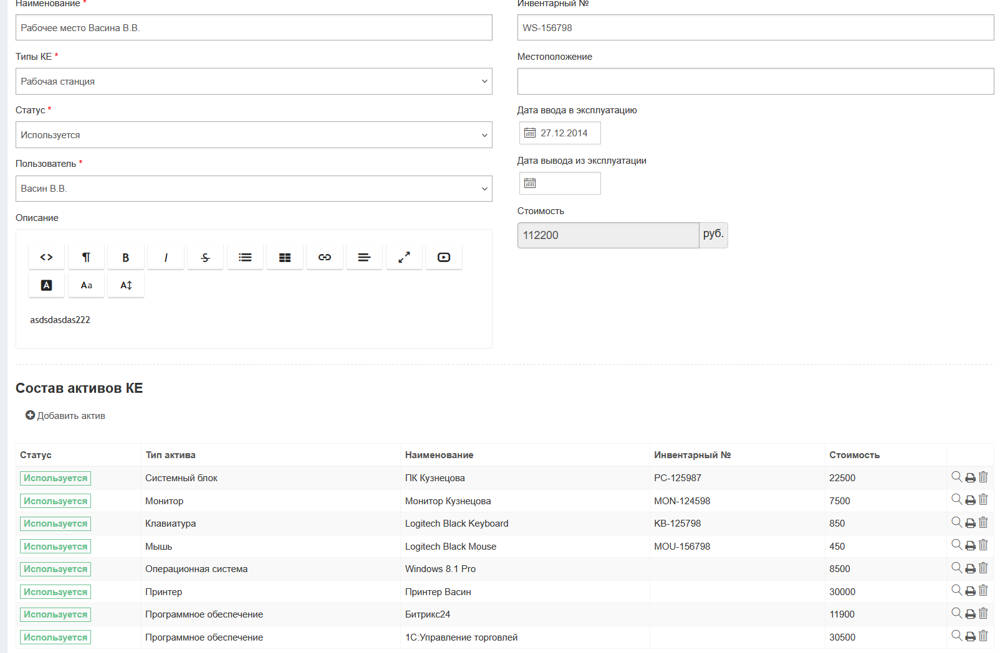 Наименование *
Рабочее место Васина В.В.
Типы КЕ *
Рабочая станция
Статус *
Используется
Пользователь *
Васин В.В.
Описание
<> ¶ B I S
A Aa A↕
asdsdasdas222
Инвентарный №
WS-156798
Местоположение
Дата ввода в эксплуатацию
27.12.2014
Дата вывода из эксплуатации
Стоимость
112200 руб.
Состав активов КЕ
Добавить актив
Статус Тип актива Наименование Инвентарный № Стоимость
Используется Системный блок ПК Кузнецова PC-125987 22500
Используется Монитор Монитор Кузнецова MON-124598 7500
Используется Клавиатура Logitech Black Keyboard KB-125798 850
Используется Мышь Logitech Black Mouse MOU-156798 450
Используется Операционная система Windows 8.1 Pro 8500
Используется Принтер Принтер Васин 30000
Используется Программное обеспечение Битрикс24 11900
Используется Программное обеспечение 1С:Управление торговлей 30500